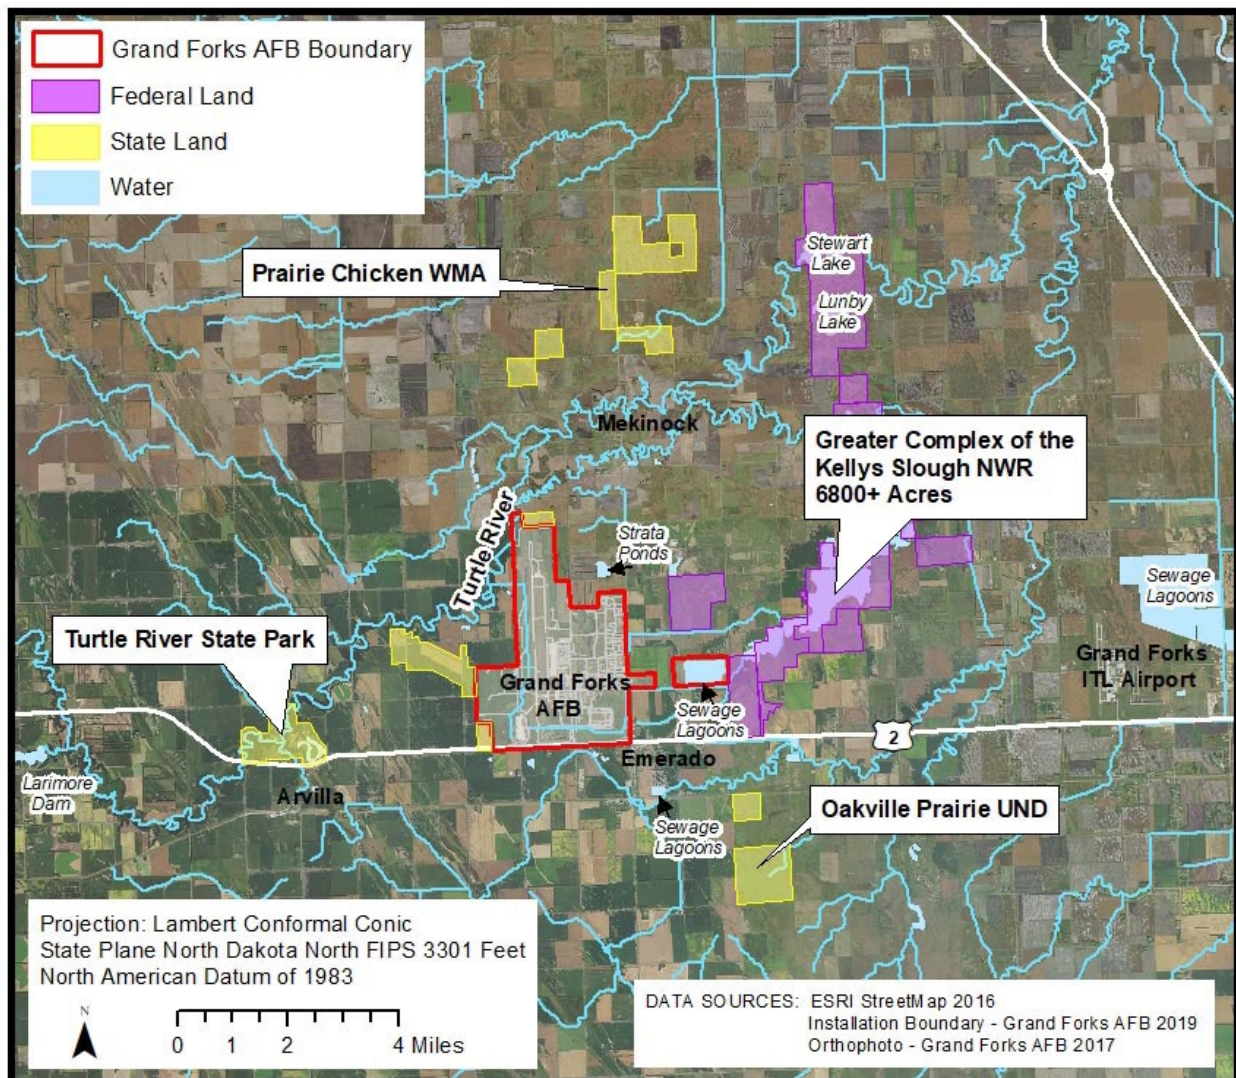 Grand Forks AFB Boundary
Federal Land
State Land
Water
Prairie Chicken WMA
Stewart
Lake
Lunby
Lake
Mekinock
Greater Complex of the
Kellys Slough NWR
6800+ Acres
Turtle River
Strata
Ponds
Sewage
Lagoons
Turtle River State Park
Grand Forks
ITL Airport
Grand Forks
AFB
Sewage
Lagoons
2
Emerado
Larimore
Dam
Arvilla
Oakville Prairie UND
Sewage
Lagoons
Projection: Lambert Conformal Conic
State Plane North Dakota North FIPS 3301 Feet
North American Datum of 1983
N
0 1 2 4 Miles
DATA SOURCES: ESRI StreetMap 2016
Installation Boundary - Grand Forks AFB 2019
Orthophoto - Grand Forks AFB 2017